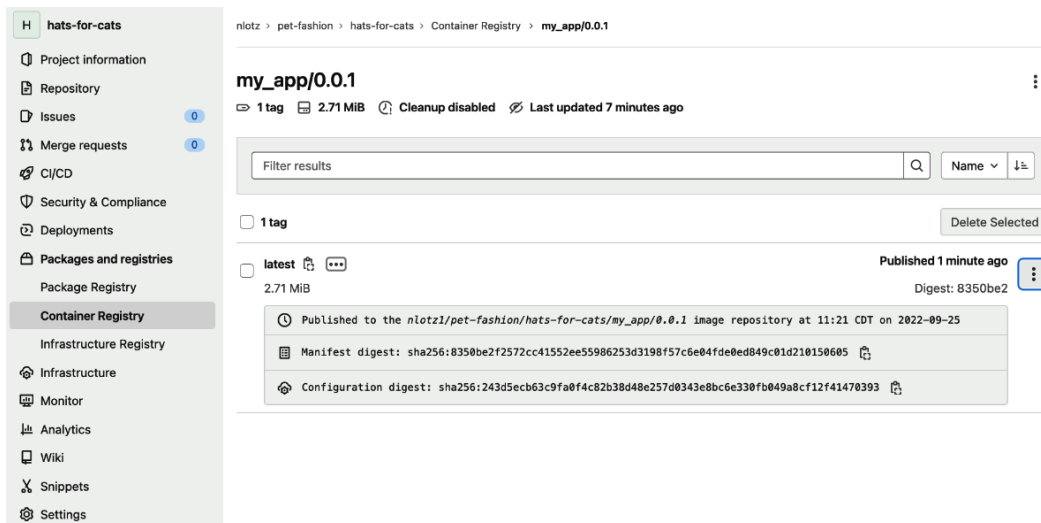 H hats-for-cats
Project information
Repository
Issues 0
Merge requests 0
CI/CD
Security & Compliance
Deployments
Packages and registries
Package Registry
Container Registry
Infrastructure Registry
Infrastructure
Monitor
Analytics
Wiki
Snippets
Settings
nlotz > pet-fashion > hats-for-cats > Container Registry > my_app/0.0.1
my_app/0.0.1
1 tag 2.71 MiB Cleanup disabled Last updated 7 minutes ago
Filter results Name
1 tag Delete Selected
latest Published 1 minute ago
2.71 MiB Digest: 8350be2
Published to the nlotz1/pet-fashion/hats-for-cats/my_app/0.0.1 image repository at 11:21 CDT on 2022-09-25
Manifest digest: sha256:8350be2f2572cc41552ee55986253d3198f57c6e04fde0ed849c01d210150605
Configuration digest: sha256:243d5ecb63c9fa0f4c82b38d48e257d0343e8bc6e330fb049a8cf12f41470393